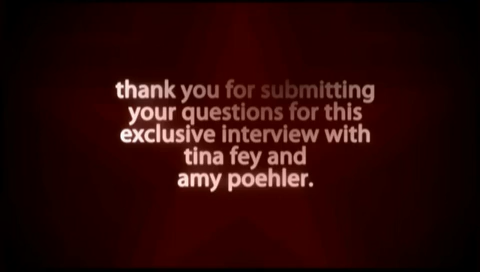 thank you for submitting
your questions for this
exclusive interview with
tina fey and
amy poehler.